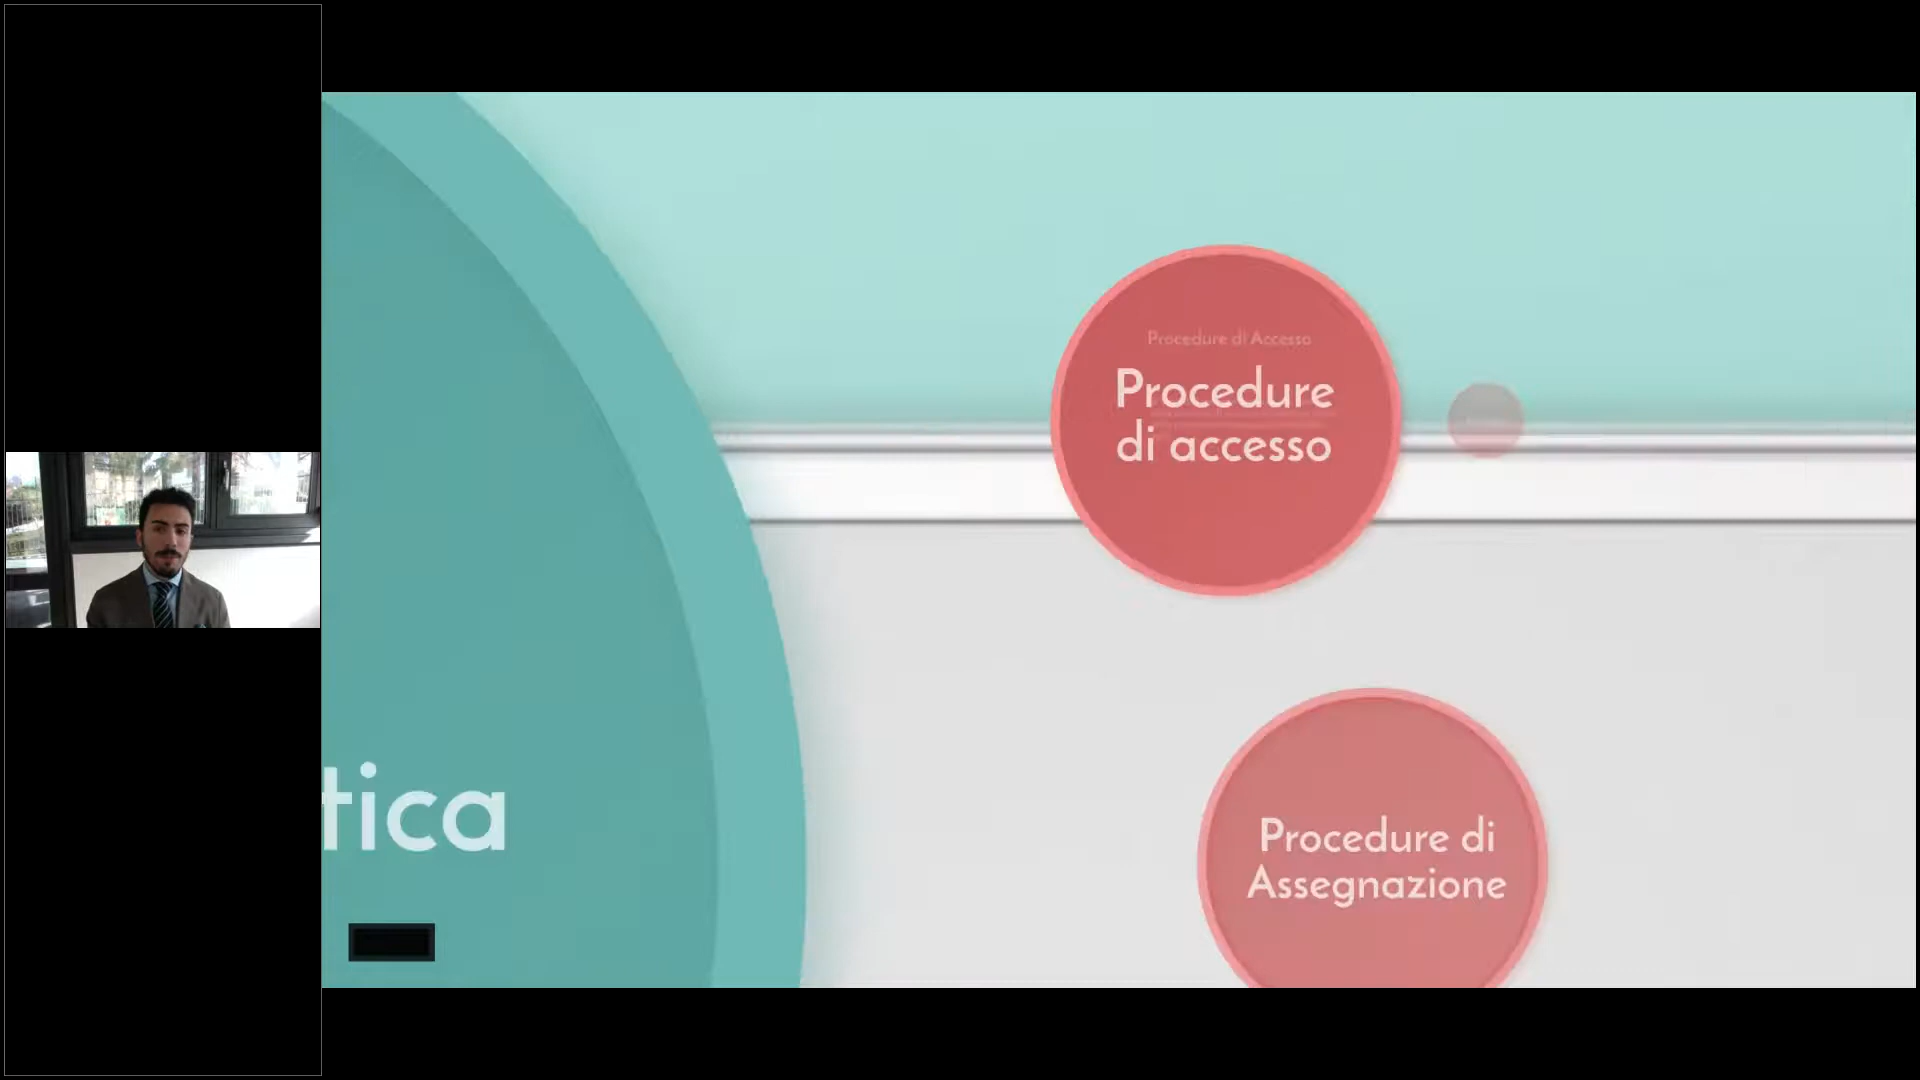 Procedure di Accesso
Procedure
di accesso
tica
Procedure di
Assegnazione